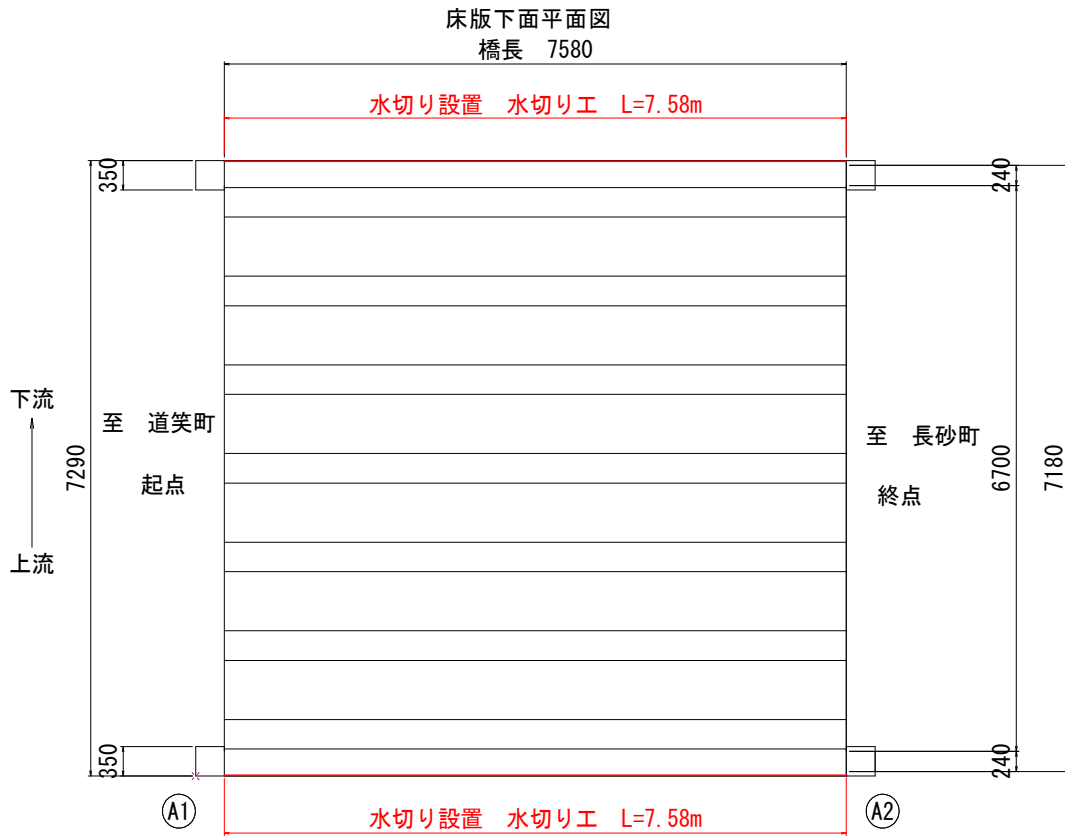 床版下面平面図
橋長 7580
水切り設置 水切り工 L=7.58m
350
240
下流
至 道笑町
至 長砂町
7290
6700
7180
起点
終点
上流
350
240
A1
A2
水切り設置 水切り工 L=7.58m